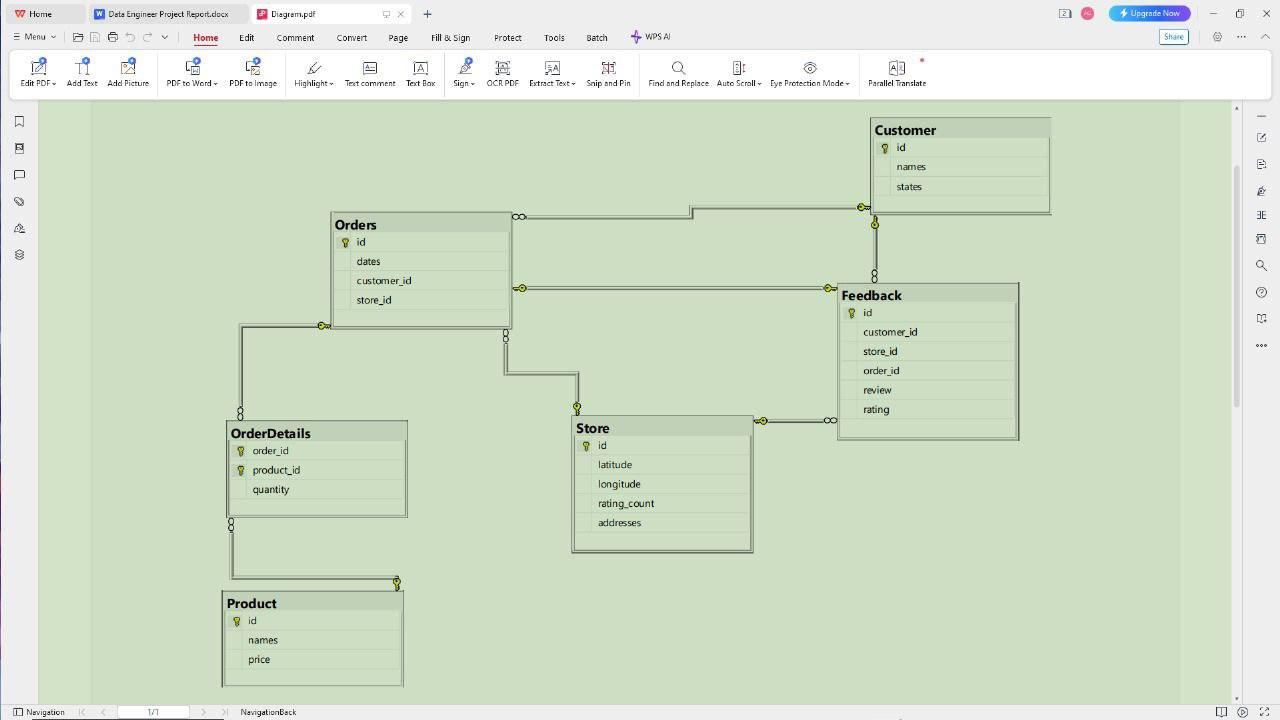 Home
Data Engineer Project Report.docx
Diagram.pdf
Upgrade Now
Menu
Home
Edit
Comment
Convert
Page
Fill & Sign
Protect
Tools
Batch
WPS AI
Share
Edit PDF
Add Text
Add Picture
PDF to Word
PDF to Image
Highlight
Text comment
Text Box
Sign
OCR PDF
Extract Text
Snip and Pin
Find and Replace
Auto Scroll
Eye Protection Mode
Parallel Translate
Customer
id
names
states
Orders
id
dates
customer_id
store_id
Feedback
id
customer_id
store_id
order_id
review
rating
OrderDetails
order_id
product_id
quantity
Store
id
latitude
longitude
rating_count
addresses
Product
id
names
price
Navigation
1/1
NavigationBack